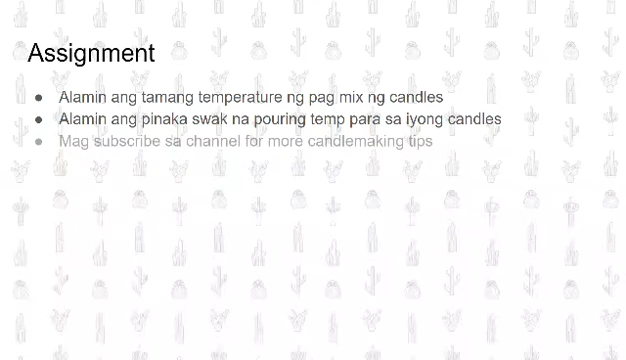 Assignment
● Alamin ang tamang temperature ng pag mix ng candles
● Alamin ang pinaka swak na pouring temp para sa iyong candles
● Mag subscribe sa channel for more candlemaking tips